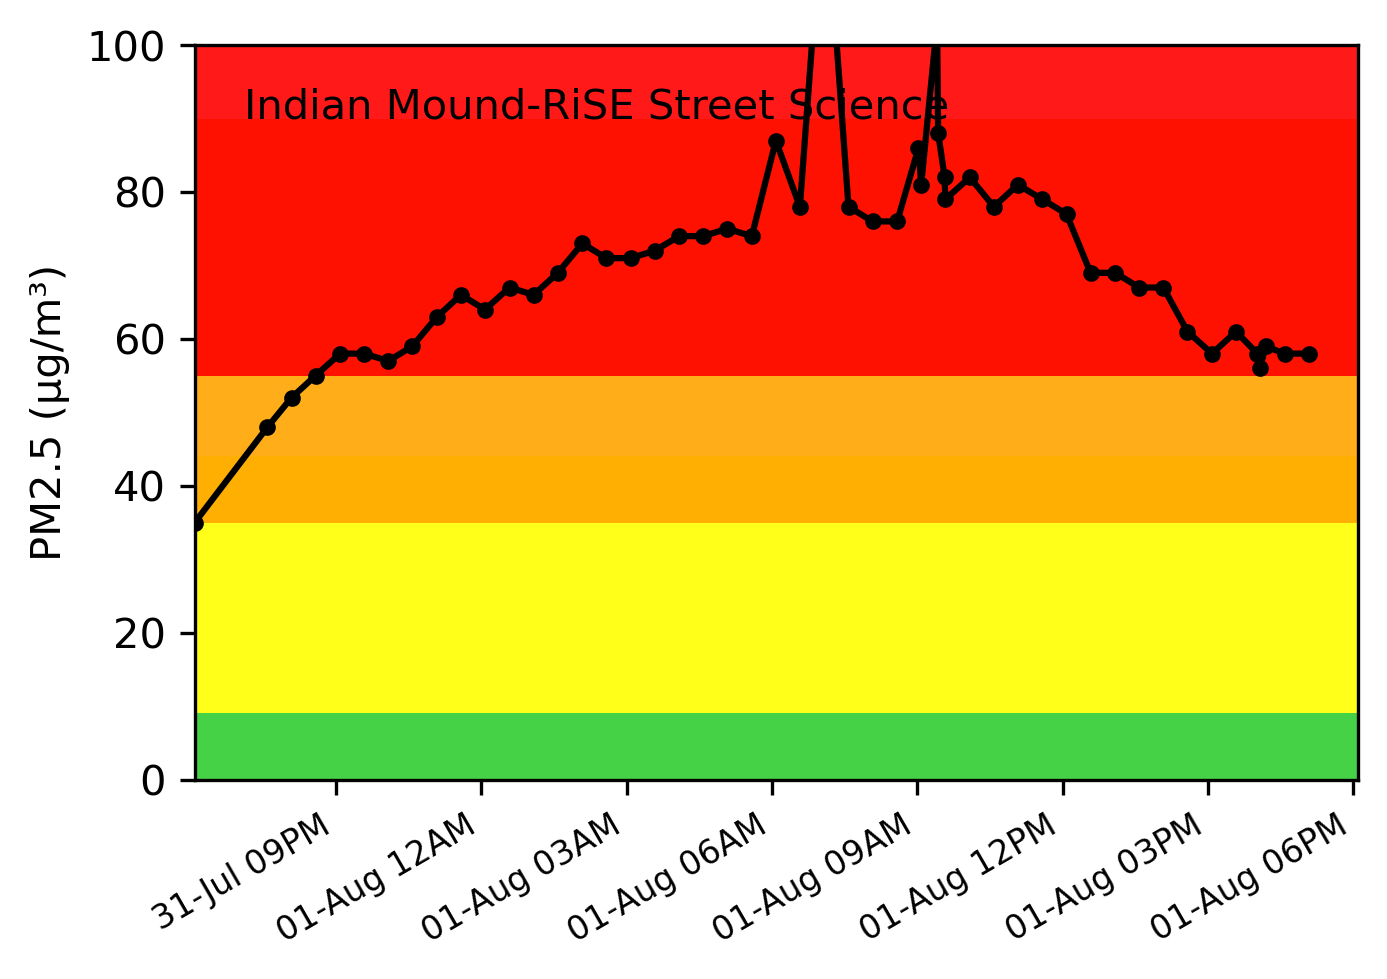 100
Indian Mound-RiSE Street Science
80
60
40
20
0
PM2.5 (µg/m³)
31-Jul 09PM
01-Aug 12AM
01-Aug 03AM
01-Aug 06AM
01-Aug 09AM
01-Aug 12PM
01-Aug 03PM
01-Aug 06PM